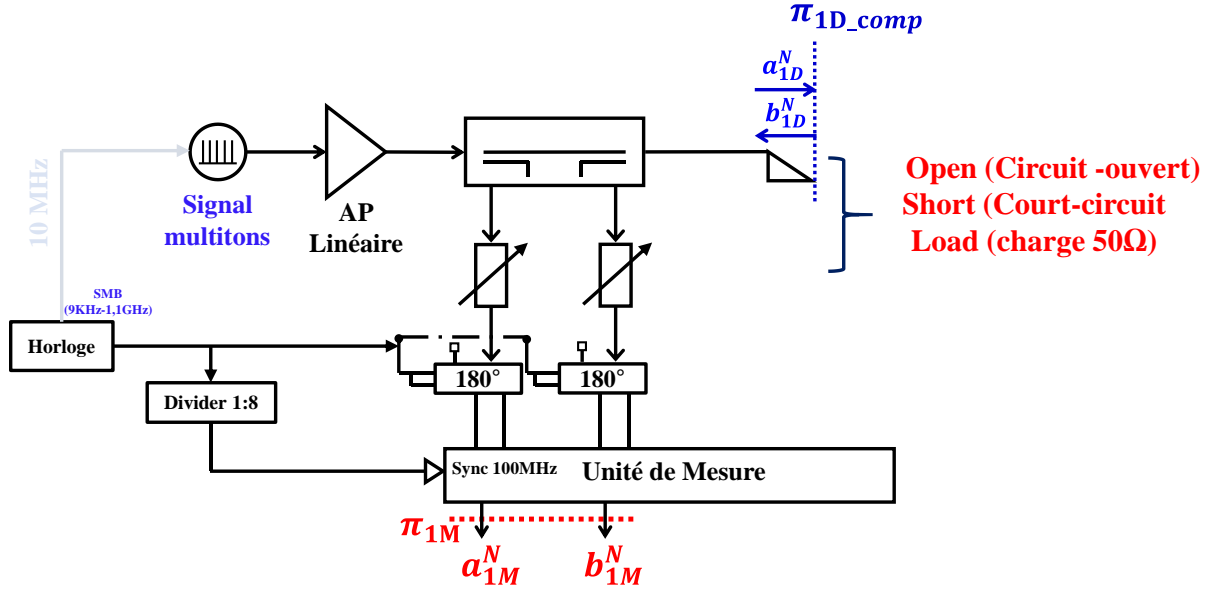 π1D_comp
a1D^N
b1D^N
10 MHz
Signal
multitons
AP
Linéaire
Open (Circuit -ouvert)
Short (Court-circuit
Load (charge 50Ω)
SMB
(9KHz-1,1GHz)
Horloge
Divider 1:8
180°
180°
Sync 100MHz
Unité de Mesure
π1M
a1M^N
b1M^N